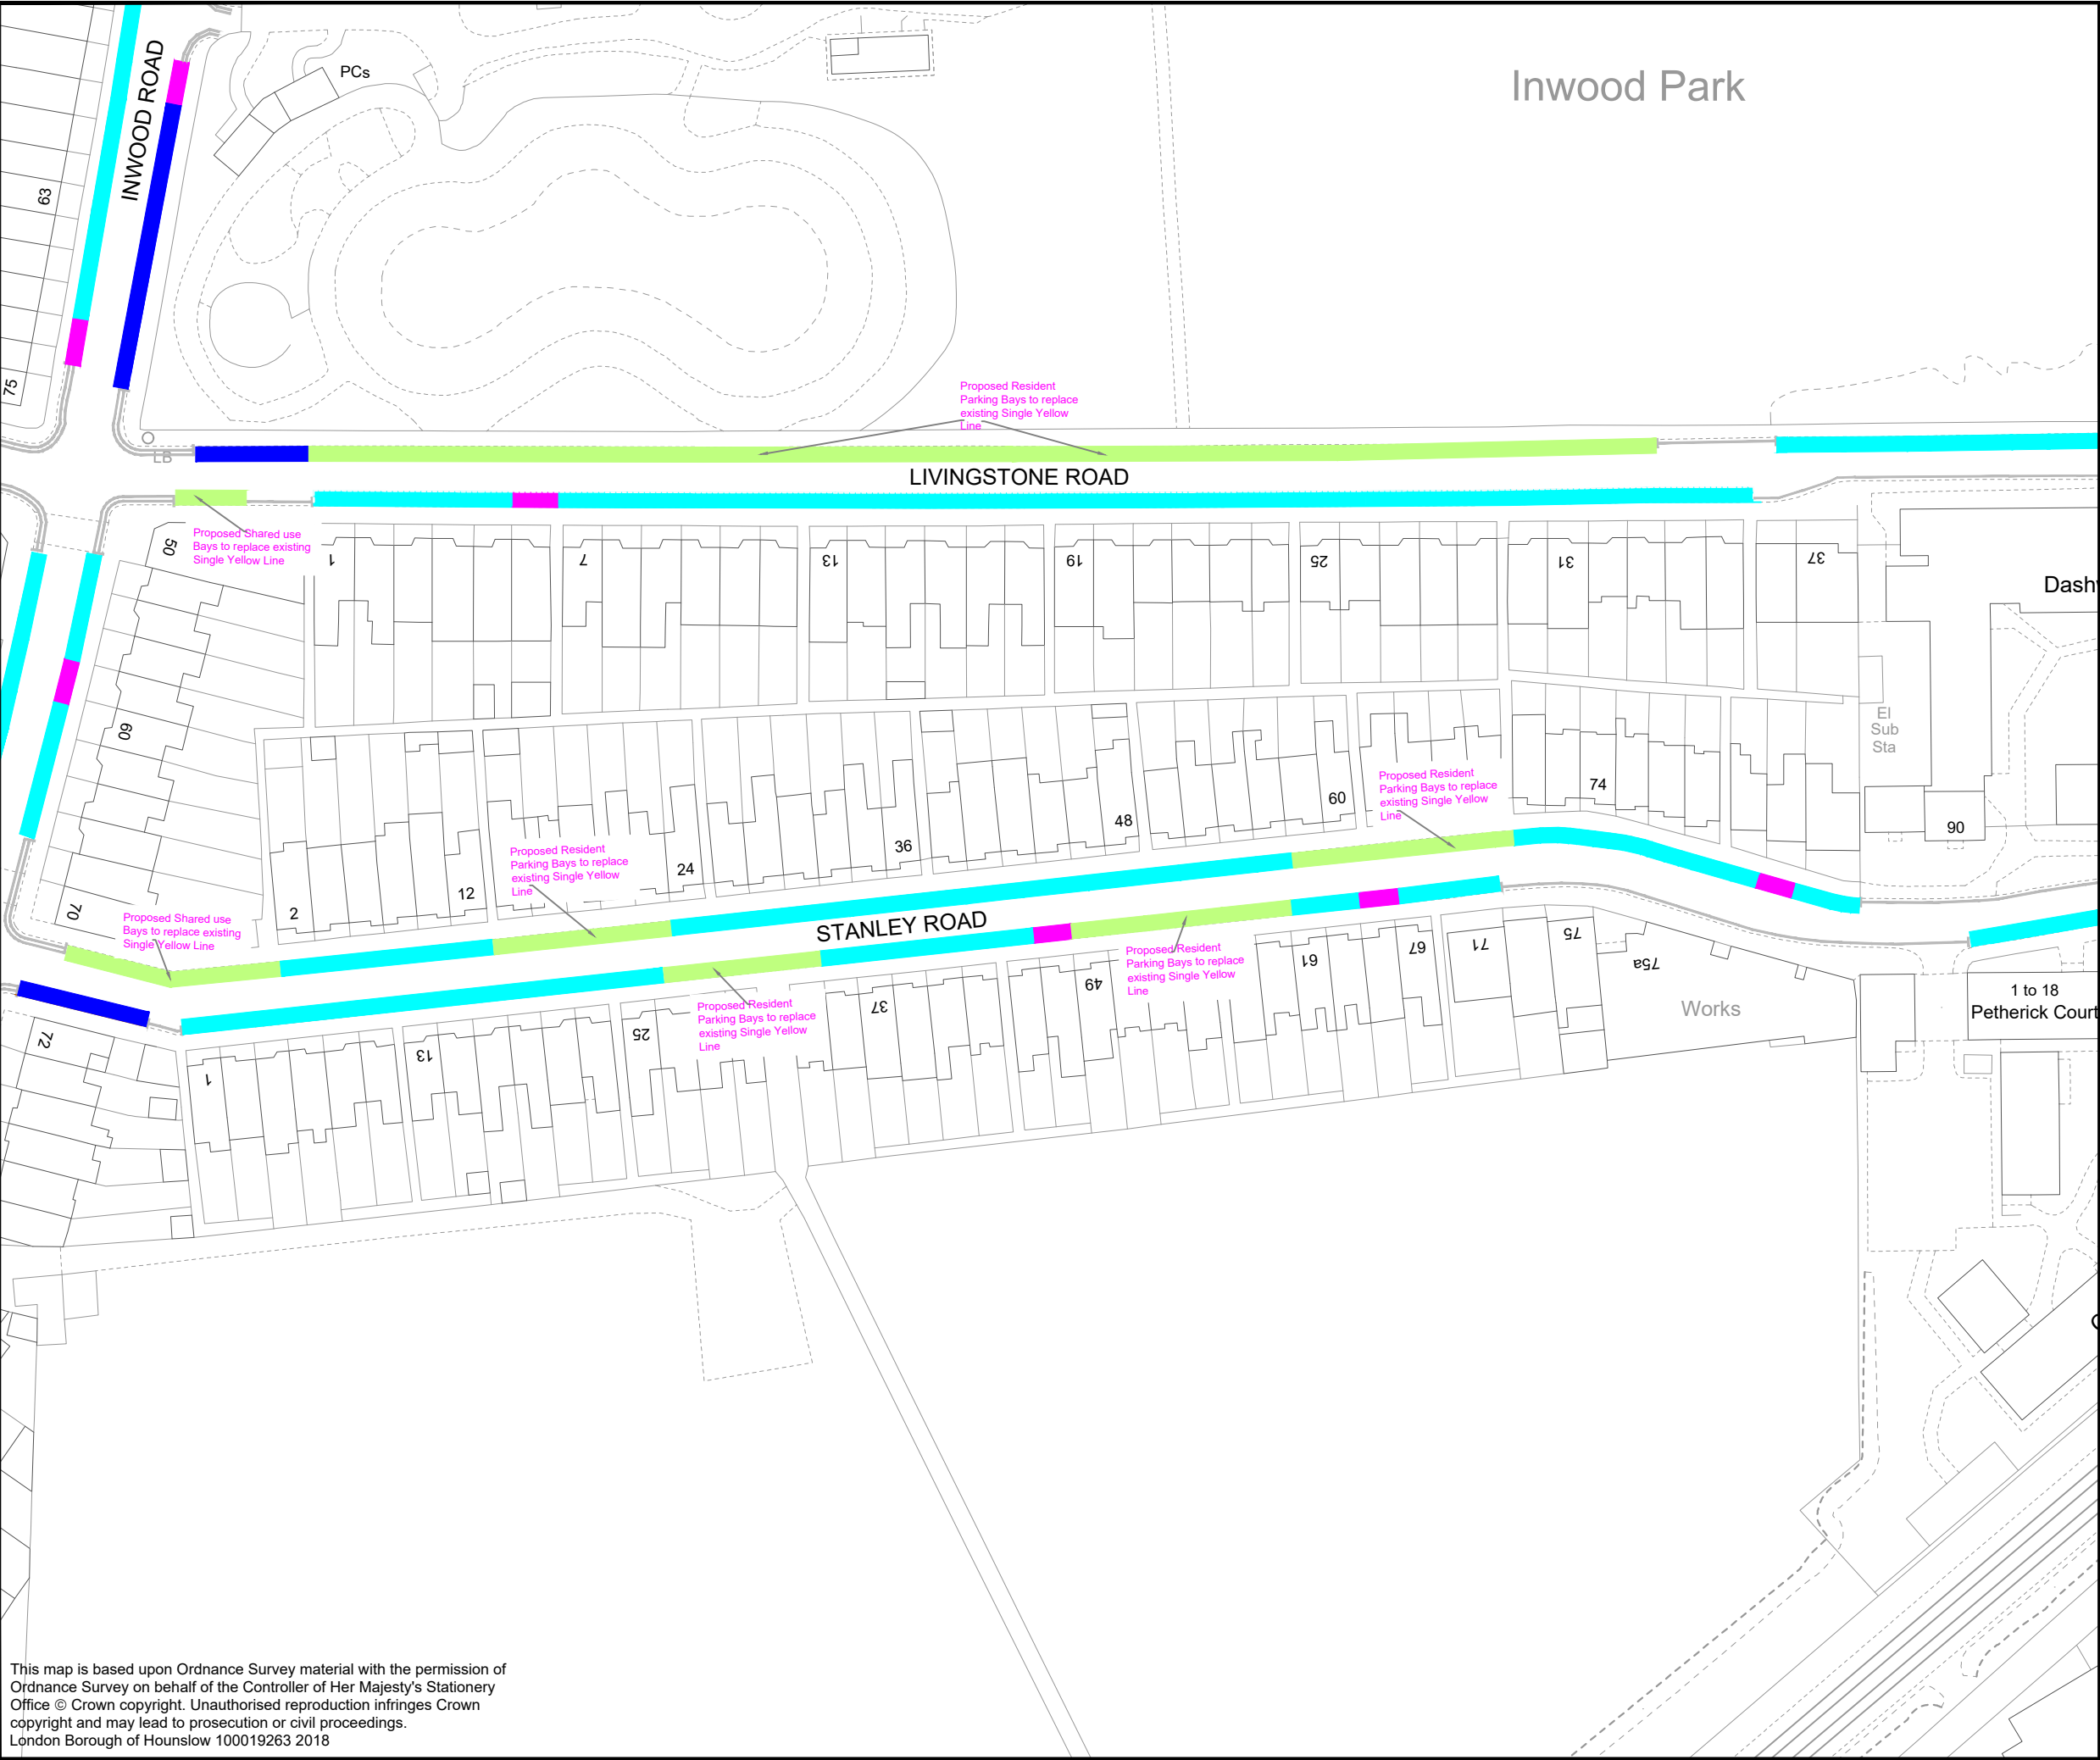 Inwood Park
INWOOD ROAD
PCs
63
75
Proposed Resident
Parking Bays to replace
existing Single Yellow
Line
LB
LIVINGSTONE ROAD
Proposed Shared use
Bays to replace existing
Single Yellow Line
50
1
7
13
19
25
31
37
60
El
Sub
Sta
Proposed Resident
Parking Bays to replace
existing Single Yellow
Line
74
90
60
48
36
24
12
2
70
Proposed Resident
Parking Bays to replace
existing Single Yellow
Line
Proposed Shared use
Bays to replace existing
Single Yellow Line
STANLEY ROAD
Proposed Resident
Parking Bays to replace
existing Single Yellow
Line
Proposed Resident
Parking Bays to replace
existing Single Yellow
Line
72
1
13
25
37
49
61
67
71
75
75a
Works
1 to 18
Petherick Court
This map is based upon Ordnance Survey material with the permission of
Ordnance Survey on behalf of the Controller of Her Majesty's Stationery
Office © Crown copyright. Unauthorised reproduction infringes Crown
copyright and may lead to prosecution or civil proceedings.
London Borough of Hounslow 100019263 2018